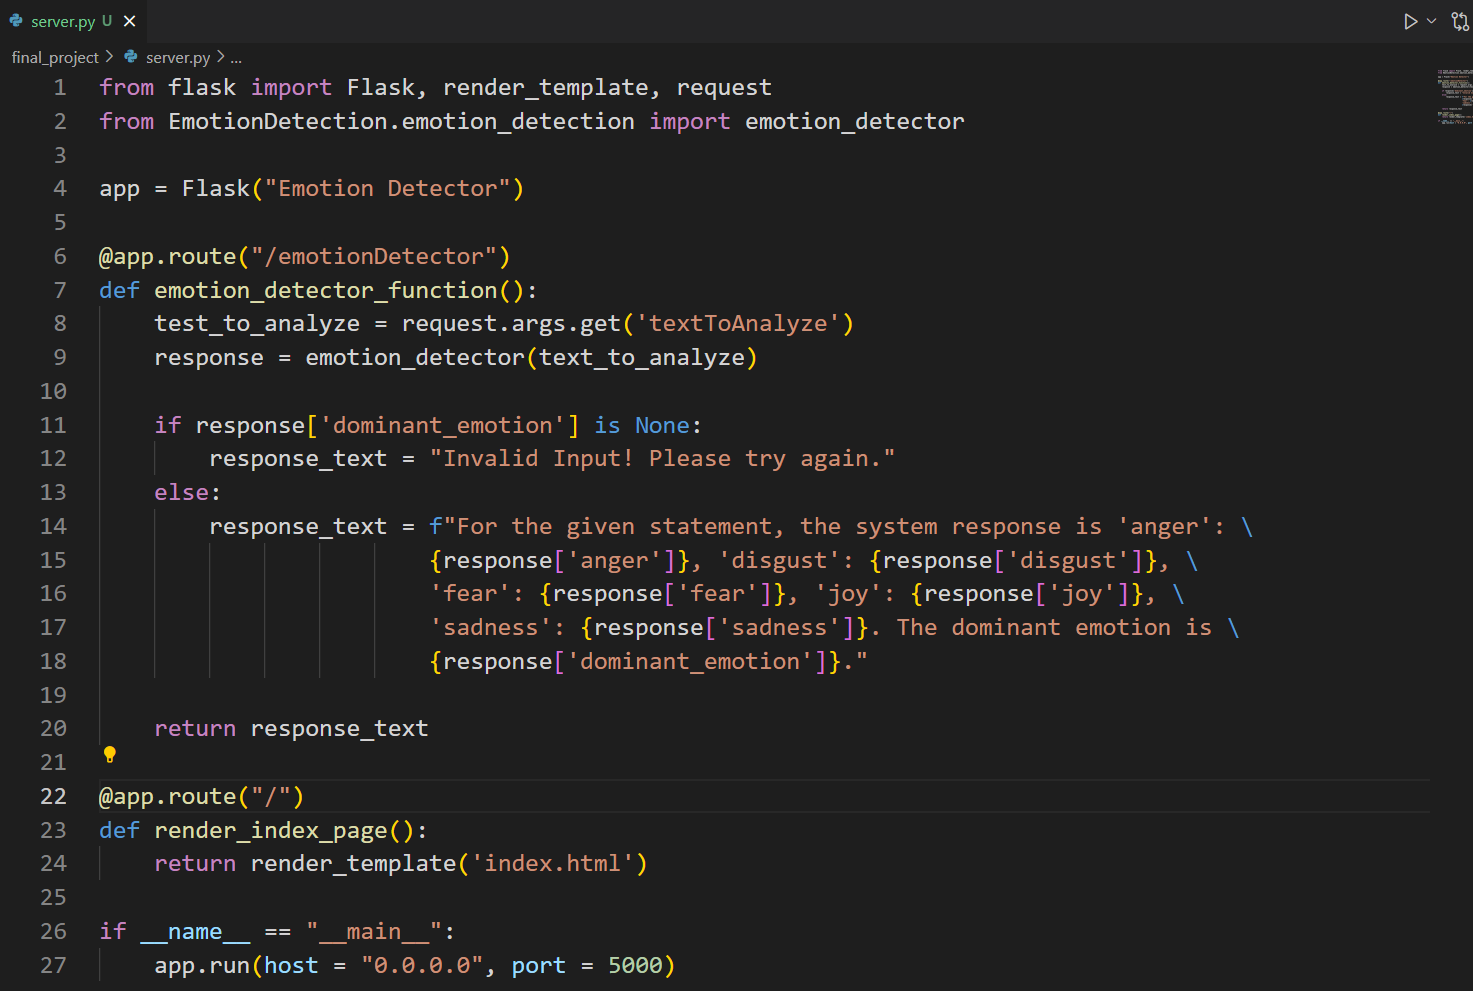 server.py U
final_project > server.py > ...
1 from flask import Flask, render_template, request
2 from EmotionDetection.emotion_detection import emotion_detector
3
4 app = Flask("Emotion Detector")
5
6 @app.route("/emotionDetector")
7 def emotion_detector_function():
8     test_to_analyze = request.args.get('textToAnalyze')
9     response = emotion_detector(text_to_analyze)
10
11     if response['dominant_emotion'] is None:
12         response_text = "Invalid Input! Please try again."
13     else:
14         response_text = f"For the given statement, the system response is 'anger': \
15                         {response['anger']}, 'disgust': {response['disgust']}, \
16                         'fear': {response['fear']}, 'joy': {response['joy']}, \
17                         'sadness': {response['sadness']}. The dominant emotion is \
18                         {response['dominant_emotion']}."
19
20     return response_text
21
22 @app.route("/")
23 def render_index_page():
24     return render_template('index.html')
25
26 if __name__ == "__main__":
27     app.run(host = "0.0.0.0", port = 5000)